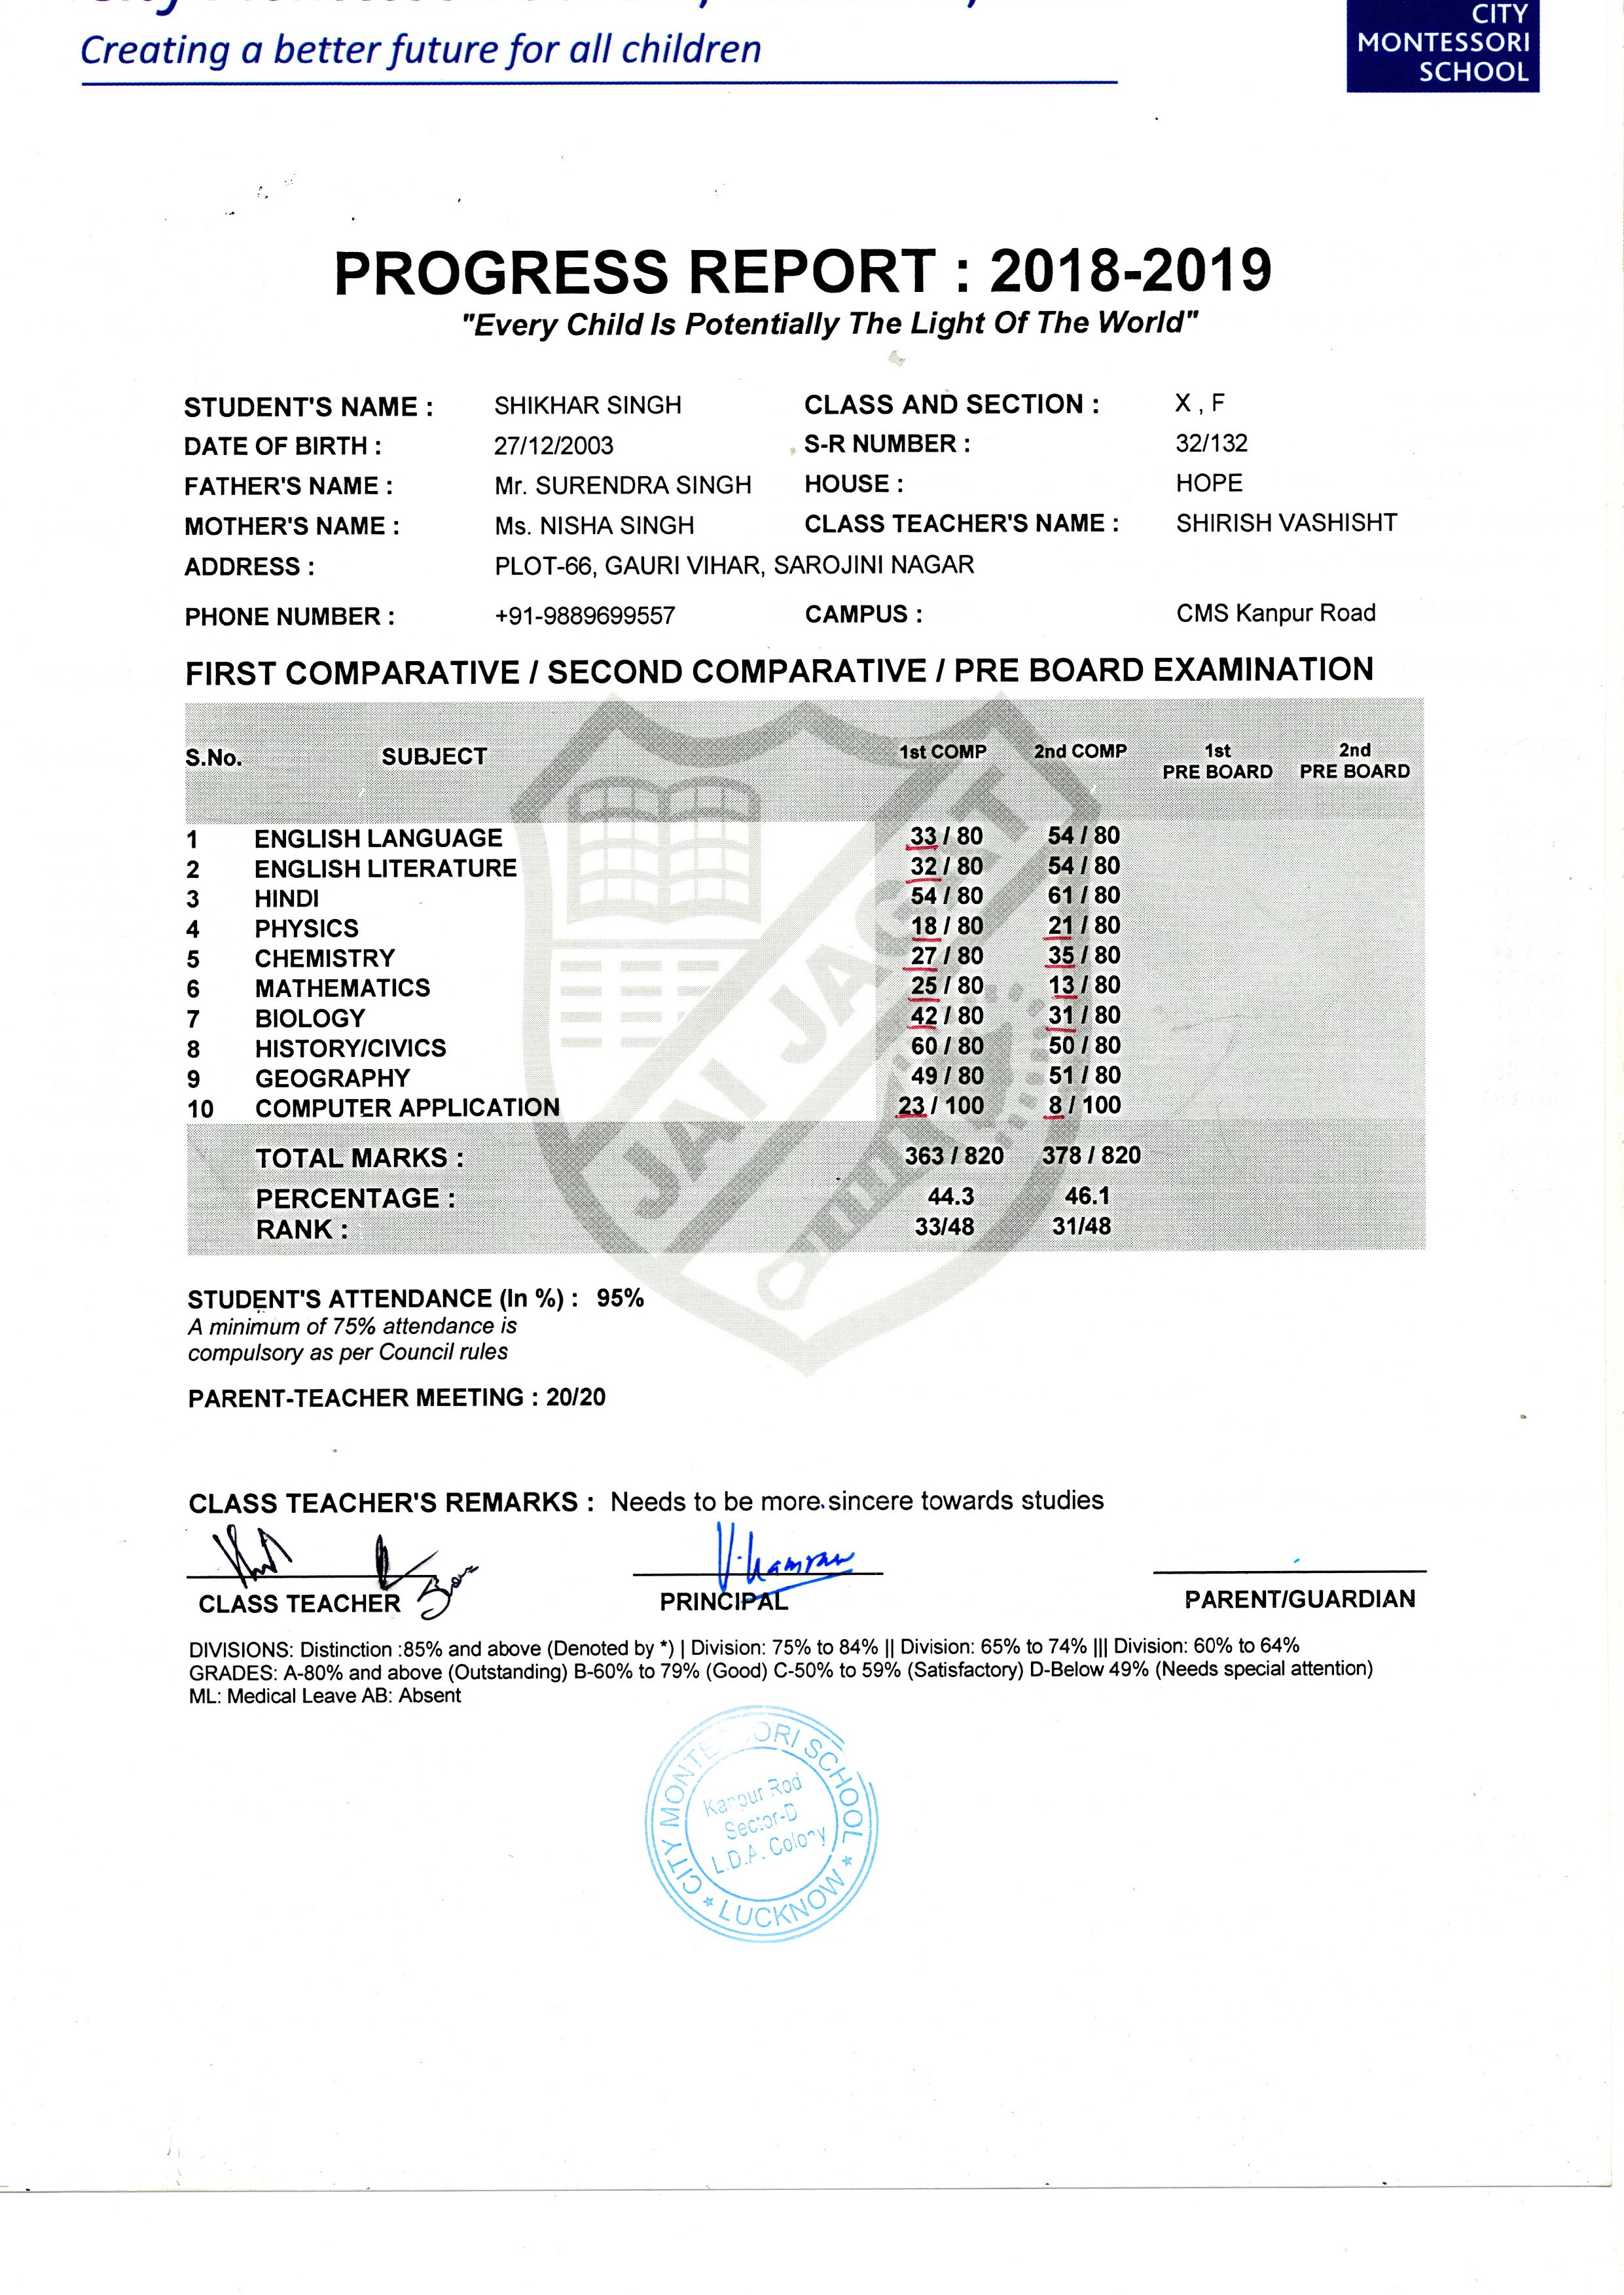 Creating a better future for all children
CITY
MONTESSORI
SCHOOL
PROGRESS REPORT : 2018-2019
"Every Child Is Potentially The Light Of The World"
STUDENT'S NAME : SHIKHAR SINGH CLASS AND SECTION : X , F
DATE OF BIRTH : 27/12/2003 S-R NUMBER : 32/132
FATHER'S NAME : Mr. SURENDRA SINGH HOUSE : HOPE
MOTHER'S NAME : Ms. NISHA SINGH CLASS TEACHER'S NAME : SHIRISH VASHISHT
ADDRESS : PLOT-66, GAURI VIHAR, SAROJINI NAGAR
PHONE NUMBER : +91-9889699557 CAMPUS : CMS Kanpur Road
FIRST COMPARATIVE / SECOND COMPARATIVE / PRE BOARD EXAMINATION
S.No. SUBJECT 1st COMP 2nd COMP 1st PRE BOARD 2nd PRE BOARD
1 ENGLISH LANGUAGE 33 / 80 54 / 80
2 ENGLISH LITERATURE 32 / 80 54 / 80
3 HINDI 54 / 80 61 / 80
4 PHYSICS 18 / 80 21 / 80
5 CHEMISTRY 27 / 80 35 / 80
6 MATHEMATICS 25 / 80 13 / 80
7 BIOLOGY 42 / 80 31 / 80
8 HISTORY/CIVICS 60 / 80 50 / 80
9 GEOGRAPHY 49 / 80 51 / 80
10 COMPUTER APPLICATION 23 / 100 8 / 100
TOTAL MARKS : 363 / 820 378 / 820
PERCENTAGE : 44.3 46.1
RANK : 33/48 31/48
JAI JAGAT
STUDENT'S ATTENDANCE (In %) : 95%
A minimum of 75% attendance is
compulsory as per Council rules
PARENT-TEACHER MEETING : 20/20
CLASS TEACHER'S REMARKS : Needs to be more sincere towards studies
CLASS TEACHER PRINCIPAL PARENT/GUARDIAN
DIVISIONS: Distinction :85% and above (Denoted by *) | Division: 75% to 84% || Division: 65% to 74% ||| Division: 60% to 64%
GRADES: A-80% and above (Outstanding) B-60% to 79% (Good) C-50% to 59% (Satisfactory) D-Below 49% (Needs special attention)
ML: Medical Leave AB: Absent
CITY MONTESSORI SCHOOL
Kanpur Rod
Sector-D
L.D.A. Colony
* LUCKNOW *